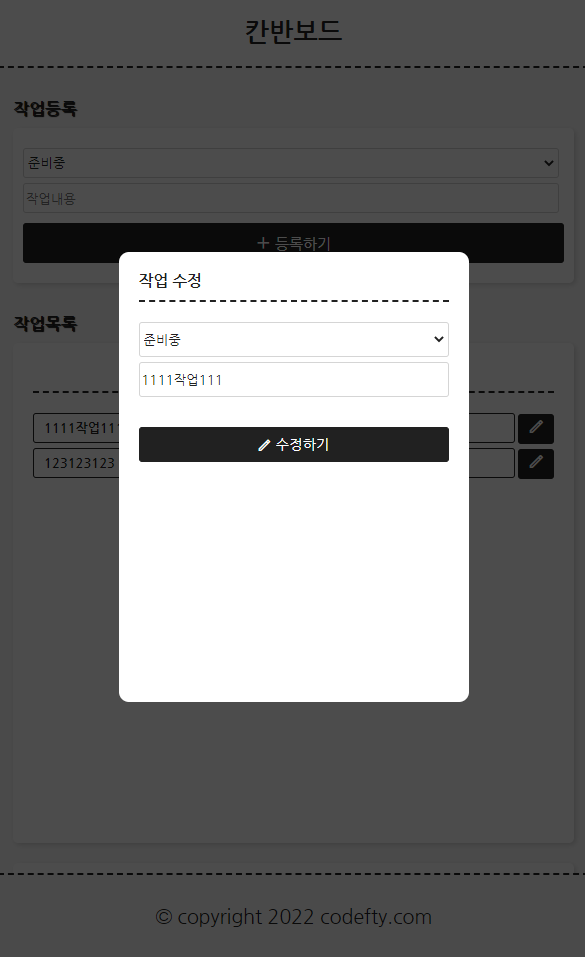 칸반보드
작업등록
준비중
작업내용
+ 등록하기
작업 수정
작업목록
준비중
1111작업111
수정하기
1111작업11
123123123
© copyright 2022 codefty.com